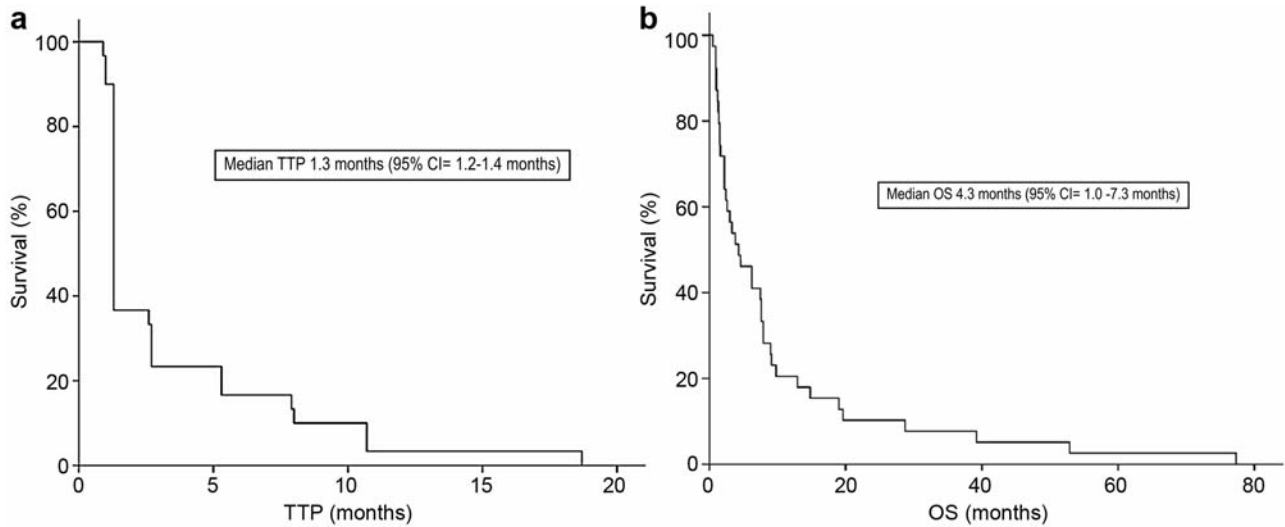 a
100
80
60
40
20
0
Survival (%)
Median TTP 1.3 months (95% CI= 1.2-1.4 months)
0 5 10 15 20
TTP (months)
b
100
80
60
40
20
0
Survival (%)
Median OS 4.3 months (95% CI= 1.0 -7.3 months)
0 20 40 60 80
OS (months)